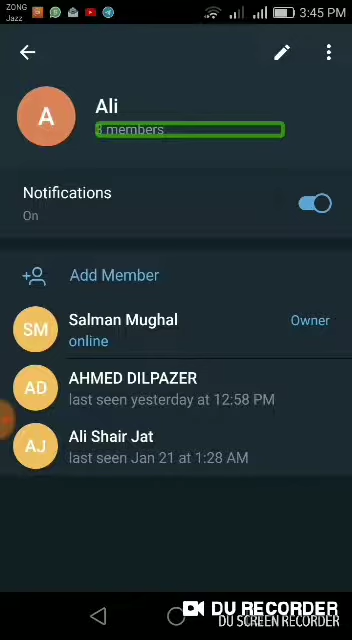 ZONG
Jazz
3:45 PM
A
Ali
3 members
Notifications
On
Add Member
SM
Salman Mughal
Owner
online
AD
AHMED DILPAZER
last seen yesterday at 12:58 PM
AJ
Ali Shair Jat
last seen Jan 21 at 1:28 AM
DU RECORDER
DU SCREEN RECORDER